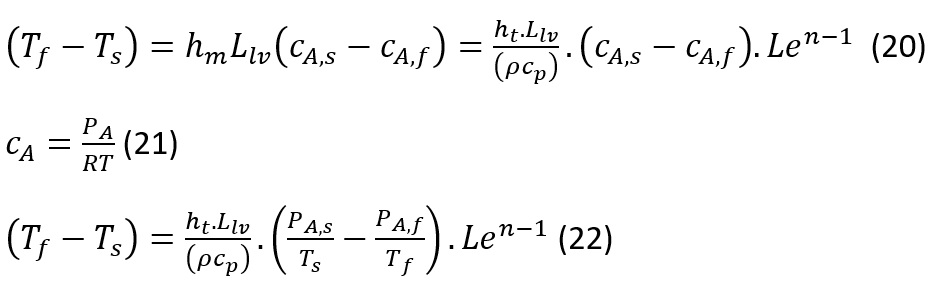 (T_f − T_s) = h_m L_lv (c_A,s − c_A,f) = h_t.L_lv/(ρc_p) . (c_A,s − c_A,f). Le^(n−1) (20)
c_A = P_A/RT (21)
(T_f − T_s) = h_t.L_lv/(ρc_p) . (P_A,s/T_s − P_A,f/T_f) . Le^(n−1) (22)